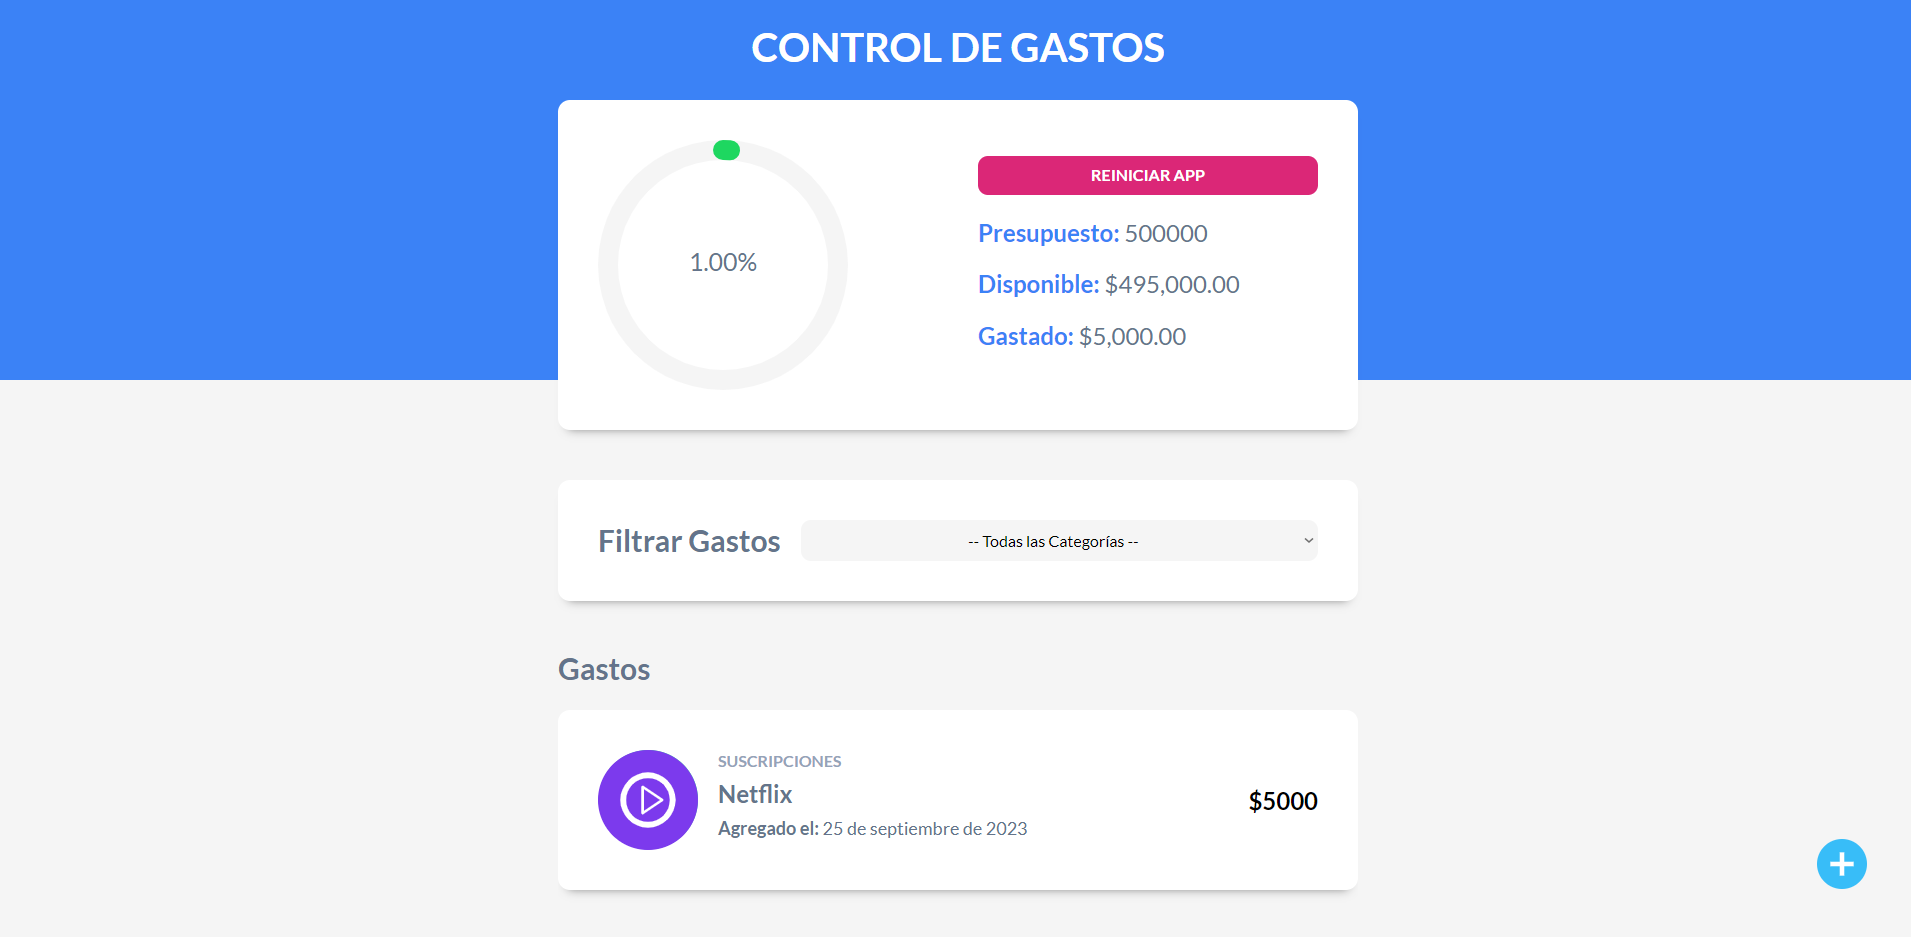 CONTROL DE GASTOS
1.00%
REINICIAR APP
Presupuesto: 500000
Disponible: $495,000.00
Gastado: $5,000.00
Filtrar Gastos
-- Todas las Categorías --
Gastos
SUSCRIPCIONES
Netflix
Agregado el: 25 de septiembre de 2023
$5000